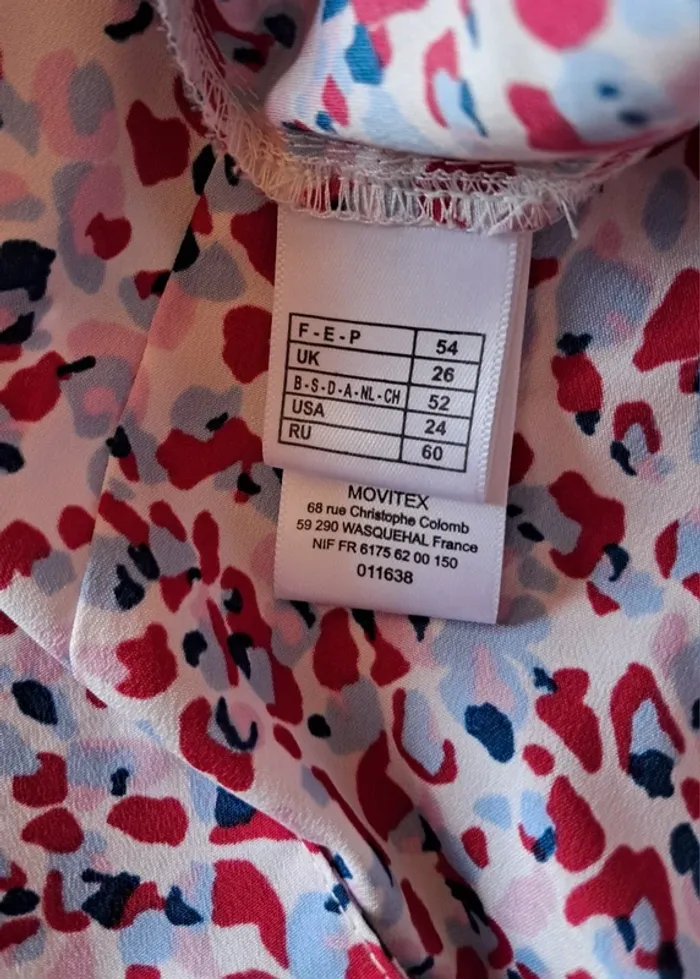 F-E-P 54
UK 26
B-S-D-A-NL-CH 52
USA 24
RU 60
MOVITEX
68 rue Christophe Colomb
59 290 WASQUEHAL France
NIF FR 6175 62 00 150
011638